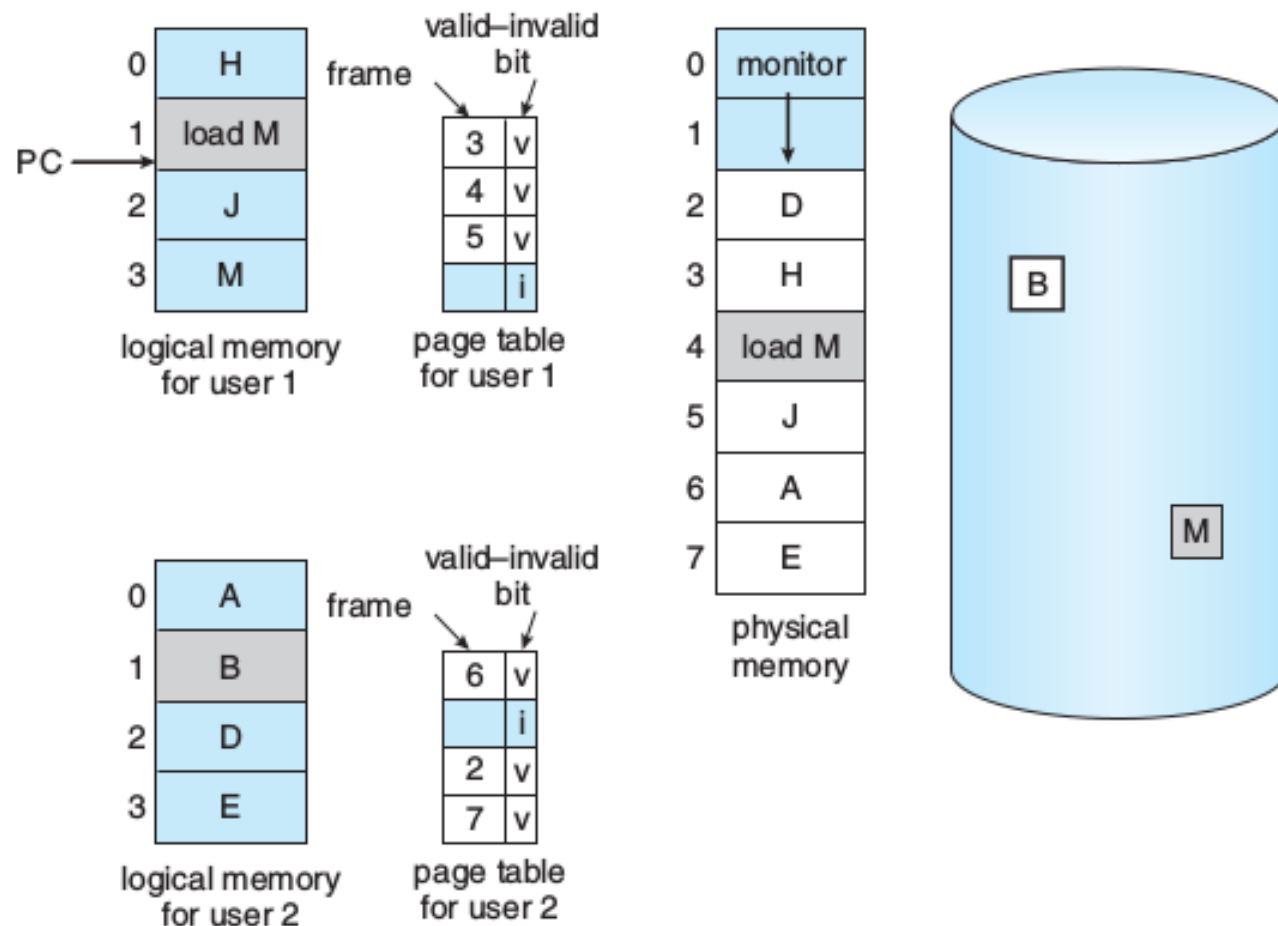 0 H
1 load M
PC
2 J
3 M
logical memory
for user 1
valid–invalid
bit
frame
3 v
4 v
5 v
i
page table
for user 1
0 A
1 B
2 D
3 E
logical memory
for user 2
valid–invalid
bit
frame
6 v
i
2 v
7 v
page table
for user 2
0 monitor
1
2 D
3 H
4 load M
5 J
6 A
7 E
physical
memory
B
M